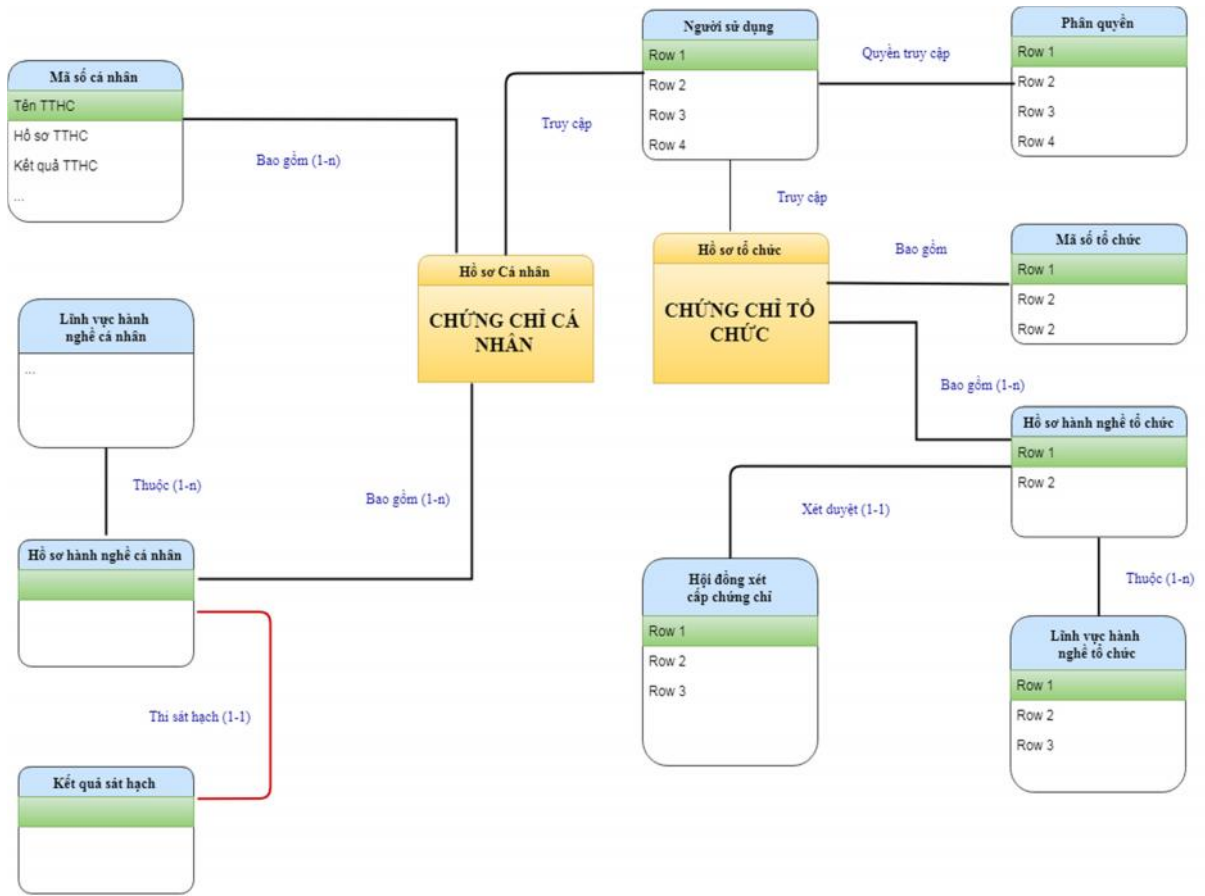 Người sử dụng
Row 1
Row 2
Row 3
Row 4
Quyền truy cập
Phân quyền
Row 1
Row 2
Row 3
Row 4
Mã số cá nhân
Tên TTHC
Hồ sơ TTHC
Kết quả TTHC
...
Bao gồm (1-n)
Truy cập
Truy cập
Hồ sơ Cá nhân
CHỨNG CHỈ CÁ
NHÂN
Hồ sơ tổ chức
CHỨNG CHỈ TỔ
CHỨC
Bao gồm
Mã số tổ chức
Row 1
Row 2
Row 2
Lĩnh vực hành
nghề cá nhân
...
Bao gồm (1-n)
Hồ sơ hành nghề tổ chức
Row 1
Row 2
Thuộc (1-n)
Bao gồm (1-n)
Xét duyệt (1-1)
Hồ sơ hành nghề cá nhân
Hội đồng xét
cấp chứng chỉ
Row 1
Row 2
Row 3
Thuộc (1-n)
Lĩnh vực hành
nghề tổ chức
Row 1
Row 2
Row 3
Thi sát hạch (1-1)
Kết quả sát hạch